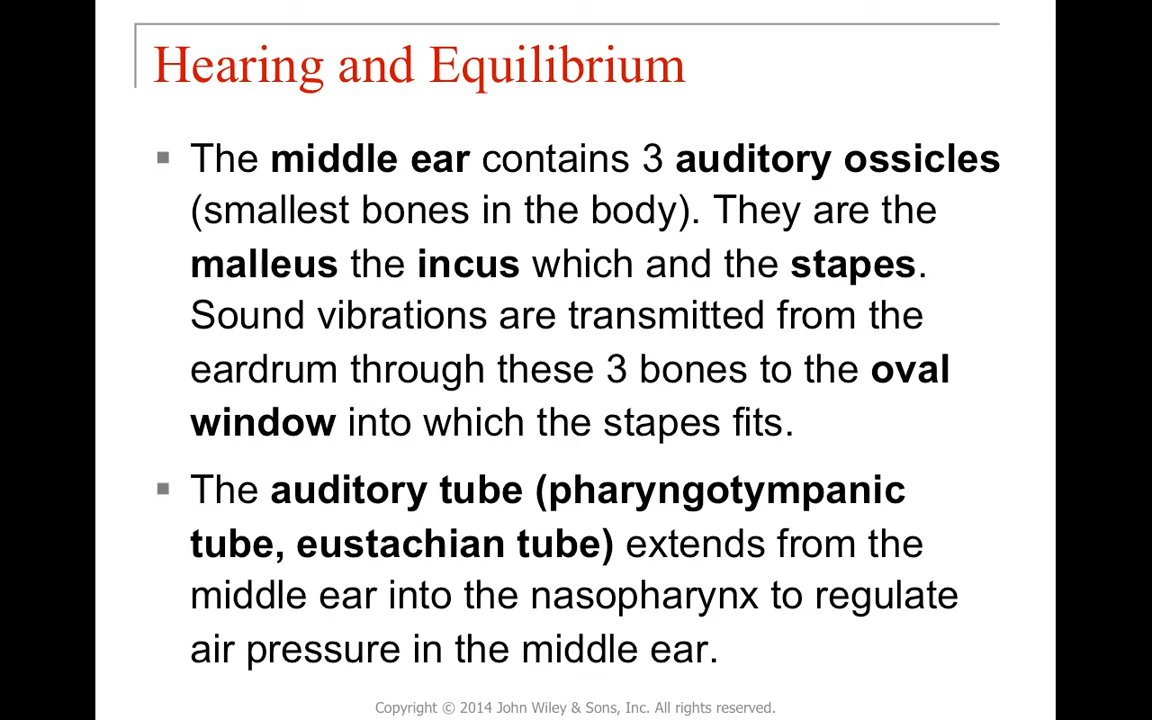 Hearing and Equilibrium
The middle ear contains 3 auditory ossicles
(smallest bones in the body). They are the
malleus the incus which and the stapes.
Sound vibrations are transmitted from the
eardrum through these 3 bones to the oval
window into which the stapes fits.
The auditory tube (pharyngotympanic
tube, eustachian tube) extends from the
middle ear into the nasopharynx to regulate
air pressure in the middle ear.
Copyright © 2014 John Wiley & Sons, Inc. All rights reserved.